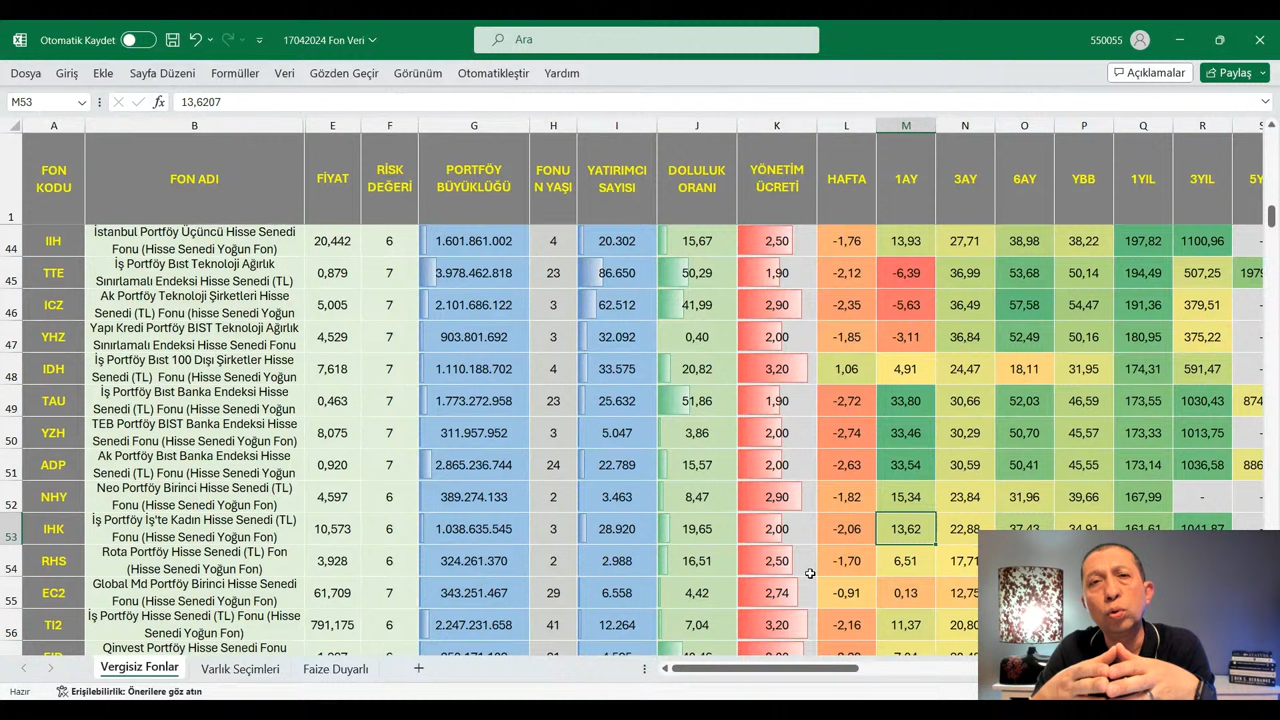 Otomatik Kaydet
17042024 Fon Veri
Ara
550055
Dosya Giriş Ekle Sayfa Düzeni Formüller Veri Gözden Geçir Görünüm Otomatikleştir Yardım
Açıklamalar Paylaş
M53 fx 13,6207
A B E F G H I J K L M N O P Q R S
1 FON KODU FON ADI FİYAT RİSK DEĞERİ PORTFÖY BÜYÜKLÜĞÜ FONUN YAŞI YATIRIMCI SAYISI DOLULUK ORANI YÖNETİM ÜCRETİ HAFTA 1AY 3AY 6AY YBB 1YIL 3YIL
44 IIH İstanbul Portföy Üçüncü Hisse Senedi Fonu (Hisse Senedi Yoğun Fon) 20,442 6 1.601.861.002 4 20.302 15,67 2,50 -1,76 13,93 27,71 38,98 38,22 197,82 1100,96 -
45 TTE İş Portföy Bıst Teknoloji Ağırlık Sınırlamalı Endeksi Hisse Senedi (TL) 0,879 7 3.978.462.818 23 86.650 50,29 1,90 -2,12 -6,39 36,99 53,68 50,14 194,49 507,25
46 ICZ Ak Portföy Teknoloji Şirketleri Hisse Senedi (TL) Fonu (Hisse Senedi Yoğun 5,005 7 2.101.686.122 3 62.512 41,99 2,90 -2,35 -5,63 36,49 57,58 54,47 191,36 379,51 -
47 YHZ Yapı Kredi Portföy BIST Teknoloji Ağırlık Sınırlamalı Endeksi Hisse Senedi Fonu 4,529 7 903.801.692 3 32.092 0,40 2,00 -1,85 -3,11 36,84 52,49 50,16 180,95 375,22 -
48 IDH İş Portföy Bıst 100 Dışı Şirketler Hisse Senedi (TL) Fonu (Hisse Senedi Yoğun 7,618 7 1.110.188.702 4 33.575 20,82 3,20 1,06 4,91 24,47 18,11 31,95 174,31 591,47 -
49 TAU İş Portföy Bıst Banka Endeksi Hisse Senedi (TL) Fonu (Hisse Senedi Yoğun 0,463 7 1.773.272.958 23 25.632 51,86 1,90 -2,72 33,80 30,66 52,03 46,59 173,55 1030,43
50 YZH TEB Portföy BIST Banka Endeksi Hisse Senedi Fonu (Hisse Senedi Yoğun Fon) 8,075 7 311.957.952 3 5.047 3,86 2,00 -2,74 33,46 30,29 50,70 45,57 173,33 1013,75 -
51 ADP Ak Portföy Bıst Banka Endeksi Hisse Senedi (TL) Fonu (Hisse Senedi Yoğun 0,920 7 2.865.236.744 24 22.789 15,57 2,00 -2,63 33,54 30,59 50,41 45,55 173,14 1036,58
52 NHY Neo Portföy Birinci Hisse Senedi (TL) Fonu (Hisse Senedi Yoğun Fon) 4,597 6 389.274.133 2 3.463 8,47 2,90 -1,82 15,34 23,84 31,96 39,66 167,99 - -
53 IHK İş Portföy İş'te Kadın Hisse Senedi (TL) Fonu (Hisse Senedi Yoğun Fon) 10,573 6 1.038.635.545 3 28.920 19,65 2,00 -2,06 13,62 22,88 37,43 34,91 161,61 1041,87
54 RHS Rota Portföy Hisse Senedi (TL) Fon (Hisse Senedi Yoğun Fon) 3,928 6 324.261.370 2 2.988 16,51 2,50 -1,70 6,51 17,71
55 EC2 Global Md Portföy Birinci Hisse Senedi Fonu (Hisse Senedi Yoğun Fon) 61,709 6 343.251.467 29 6.558 4,42 2,74 -0,91 0,13 12,75
56 TI2 İş Portföy Hisse Senedi (TL) Fonu (Hisse Senedi Yoğun Fon) 791,175 6 2.247.231.658 41 12.264 7,04 3,20 -2,16 11,37 20,80
Qinvest Portföy Hisse Senedi
Vergisiz Fonlar Varlık Seçimleri Faize Duyarlı
Hazır Erişilebilirlik: Önerilere göz atın